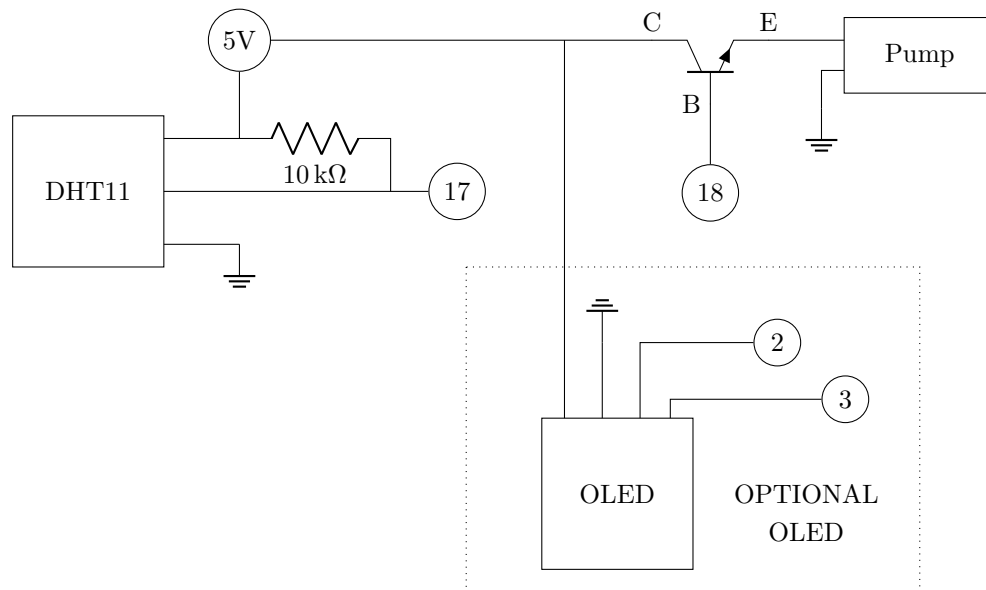 5V
C
E
Pump
B
10 kΩ
DHT11
17
18
2
3
OLED
OPTIONAL
OLED